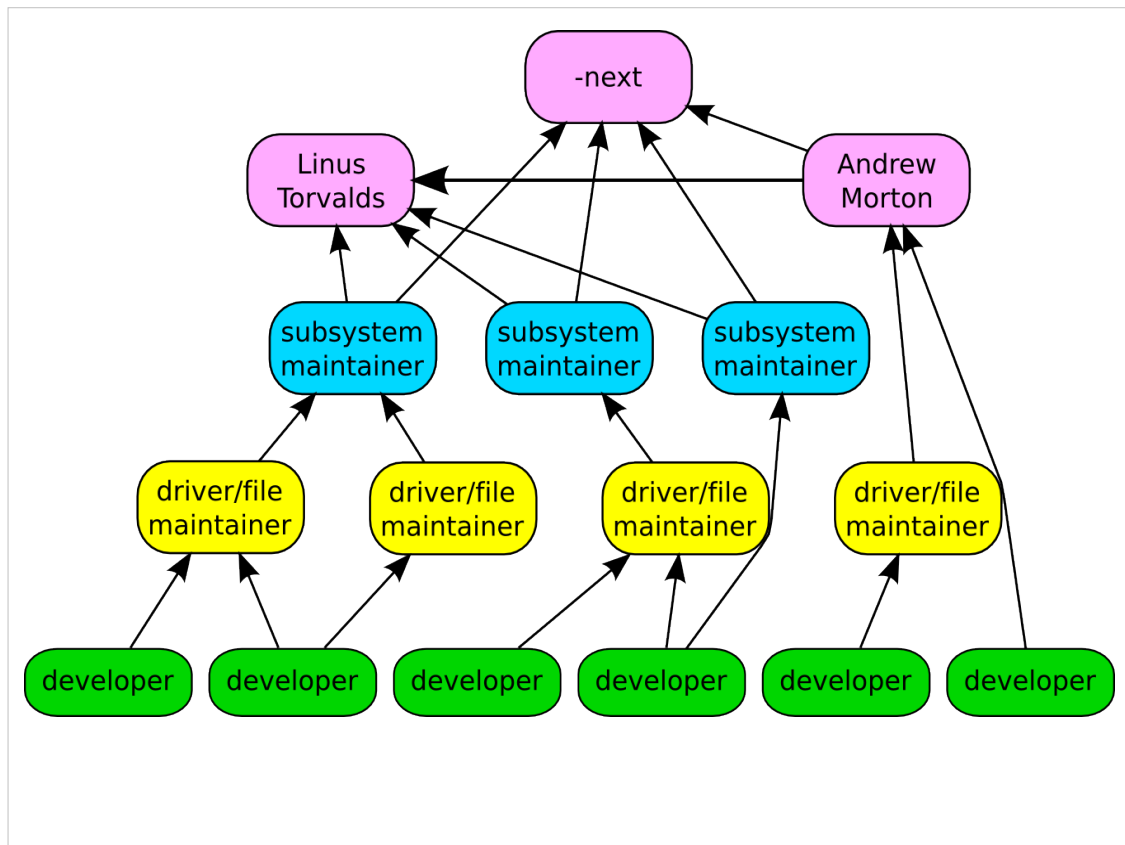 -next
Linus
Torvalds
Andrew
Morton
subsystem
maintainer
subsystem
maintainer
subsystem
maintainer
driver/file
maintainer
driver/file
maintainer
driver/file
maintainer
driver/file
maintainer
developer
developer
developer
developer
developer
developer